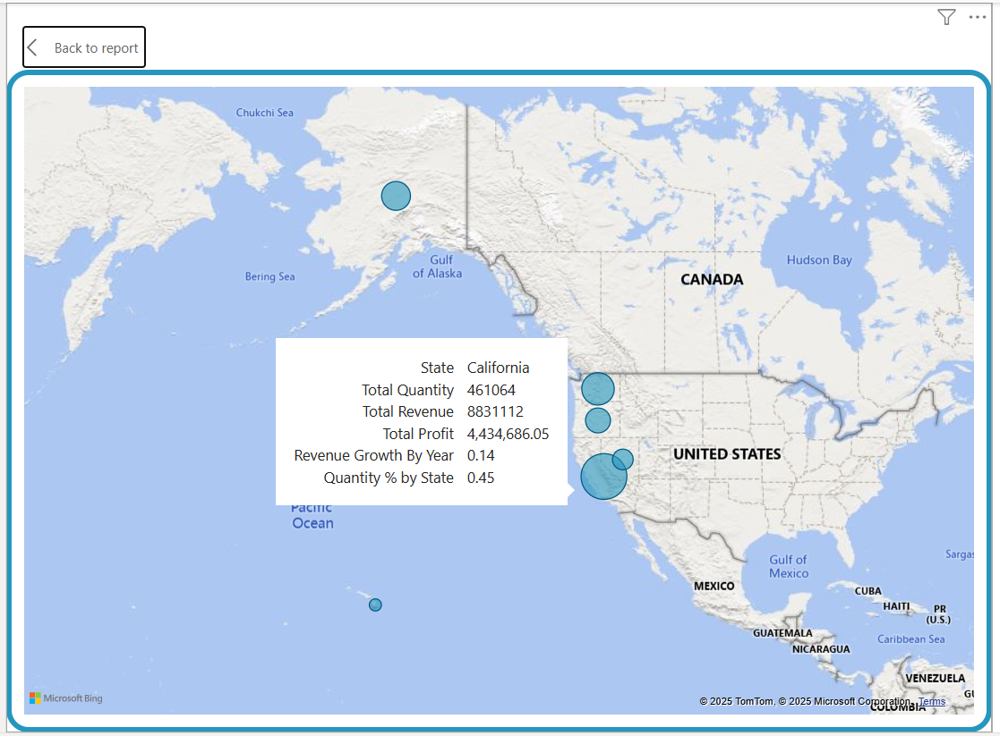 Back to report
Chukchi Sea
Gulf
of Alaska
Hudson Bay
Bering Sea
CANADA
State California
Total Quantity 461064
Total Revenue 8831112
Total Profit 4,434,686.05
Revenue Growth By Year 0.14
Quantity % by State 0.45
UNITED STATES
Pacific
Ocean
Gulf of
Mexico
Sargas
MEXICO
CUBA
HAITI
PR
(U.S.)
GUATEMALA
Caribbean Sea
NICARAGUA
VENEZUELA
GU
Microsoft Bing
© 2025 TomTom, © 2025 Microsoft Corporation, Terms
COLOMBIA